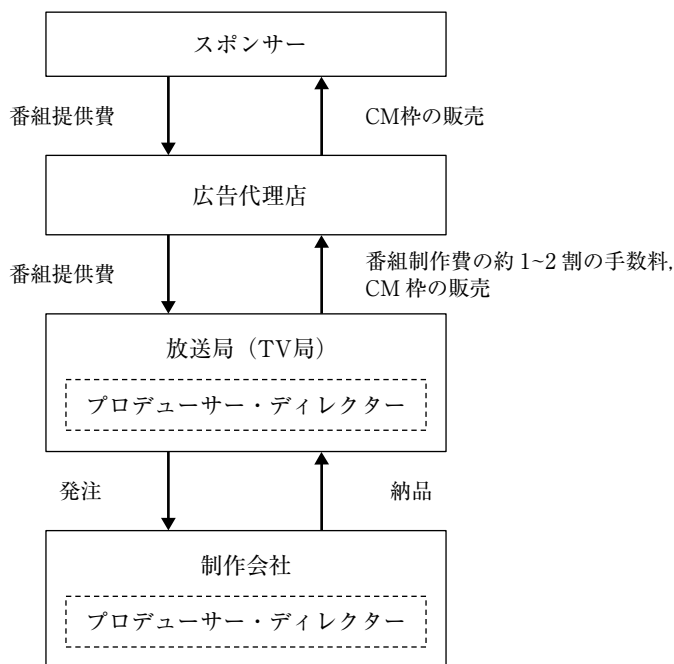 スポンサー
番組提供費
CM枠の販売
広告代理店
番組提供費
番組制作費の約 1~2 割の手数料,
CM 枠の販売
放送局（TV局）
プロデューサー・ディレクター
発注
納品
制作会社
プロデューサー・ディレクター